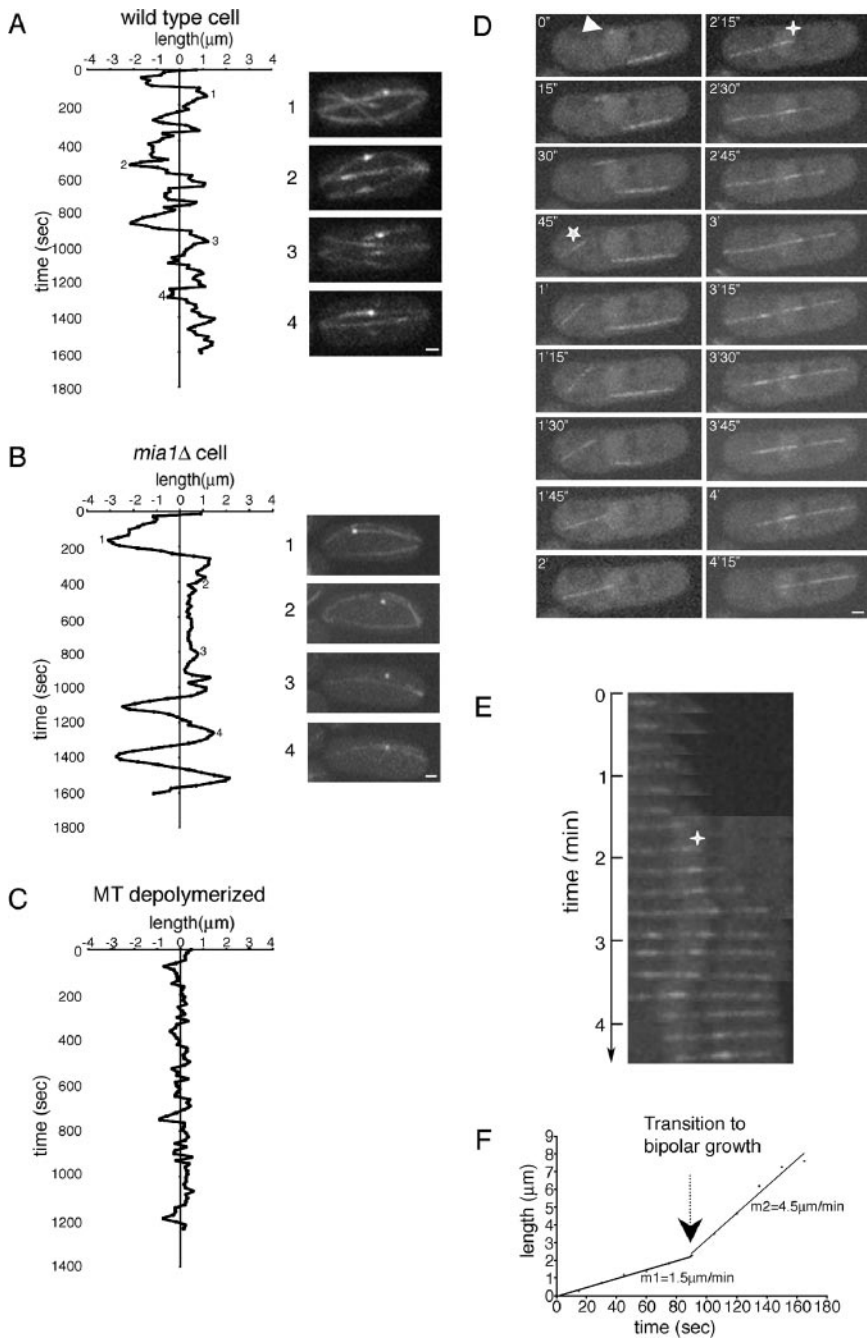 A
wild type cell
length(μm)
-4 -3 -2 -1 0 1 2 3 4
0
200
400
600
800
1000
1200
1400
1600
1800
time (sec)
1
2
3
4
1
2
3
4
B
mia1Δ cell
length(μm)
-4 -3 -2 -1 0 1 2 3 4
0
200
400
600
800
1000
1200
1400
1600
1800
time (sec)
1
2
3
4
1
2
3
4
C
MT depolymerized
length(μm)
-4 -3 -2 -1 0 1 2 3 4
0
200
400
600
800
1000
1200
1400
time (sec)
D
0"
15"
30"
45"
1'
1'15"
1'30"
1'45"
2'
2'15"
2'30"
2'45"
3'
3'15"
3'30"
3'45"
4'
4'15"
E
0
1
2
3
4
time (min)
F
Transition to
bipolar growth
9
8
7
6
5
4
3
2
1
0
length (μm)
m2=4.5μm/min
m1=1.5μm/min
0 20 40 60 80 100 120 140 160 180
time (sec)